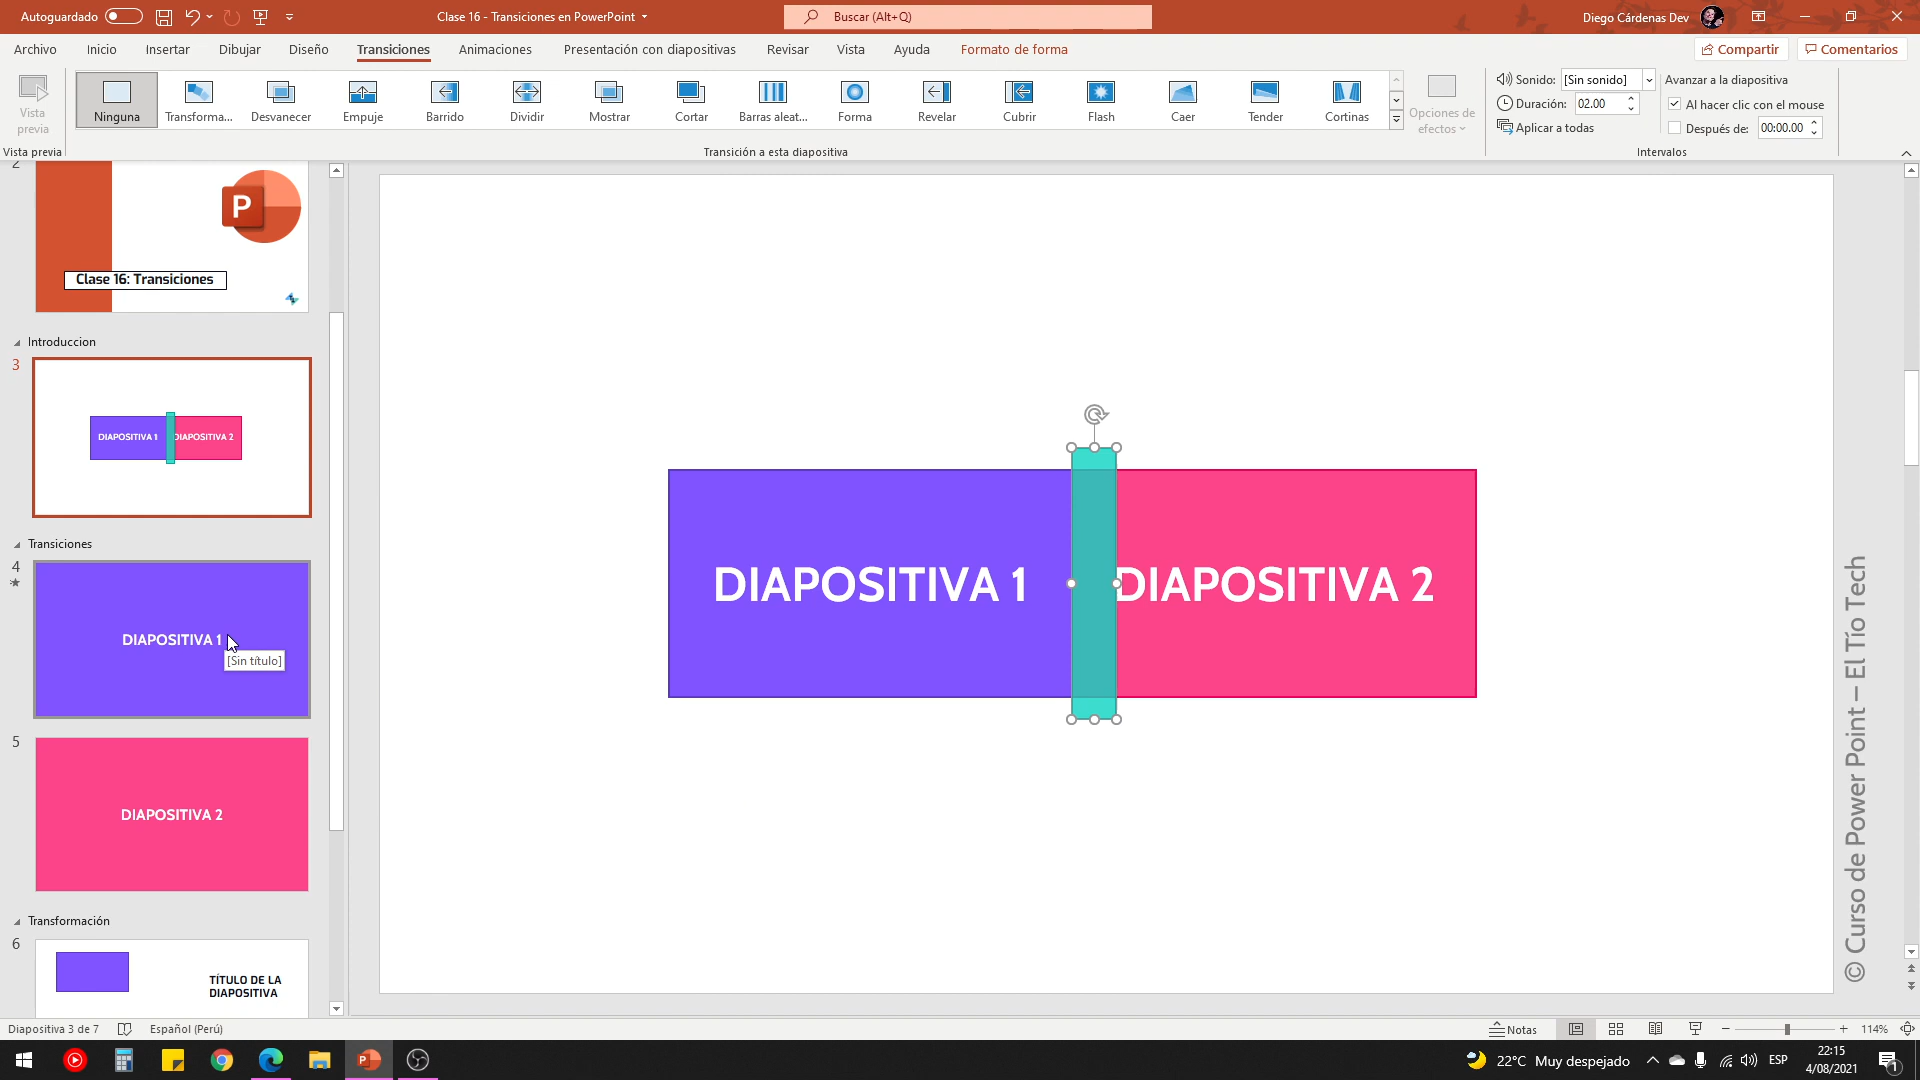 Autoguardado
Clase 16 - Transiciones en PowerPoint
Buscar (Alt+Q)
Diego Cárdenas Dev
Archivo
Inicio
Insertar
Dibujar
Diseño
Transiciones
Animaciones
Presentación con diapositivas
Revisar
Vista
Ayuda
Formato de forma
Compartir
Comentarios
Vista previa
Ninguna
Transforma...
Desvanecer
Empuje
Barrido
Dividir
Mostrar
Cortar
Barras aleat...
Forma
Revelar
Cubrir
Flash
Caer
Tender
Cortinas
Opciones de efectos
Sonido: [Sin sonido]
Duración: 02.00
Aplicar a todas
Avanzar a la diapositiva
Al hacer clic con el mouse
Después de: 00:00.00
Vista previa
Transición a esta diapositiva
Intervalos
2
P
Clase 16: Transiciones
Introduccion
3
DIAPOSITIVA 1
DIAPOSITIVA 2
Transiciones
4
DIAPOSITIVA 1
[Sin título]
5
DIAPOSITIVA 2
Transformación
6
TÍTULO DE LA
DIAPOSITIVA
DIAPOSITIVA 1
DIAPOSITIVA 2
© Curso de Power Point – El Tío Tech
Diapositiva 3 de 7
Español (Perú)
Notas
114%
22°C Muy despejado
ESP
22:15
4/08/2021
1